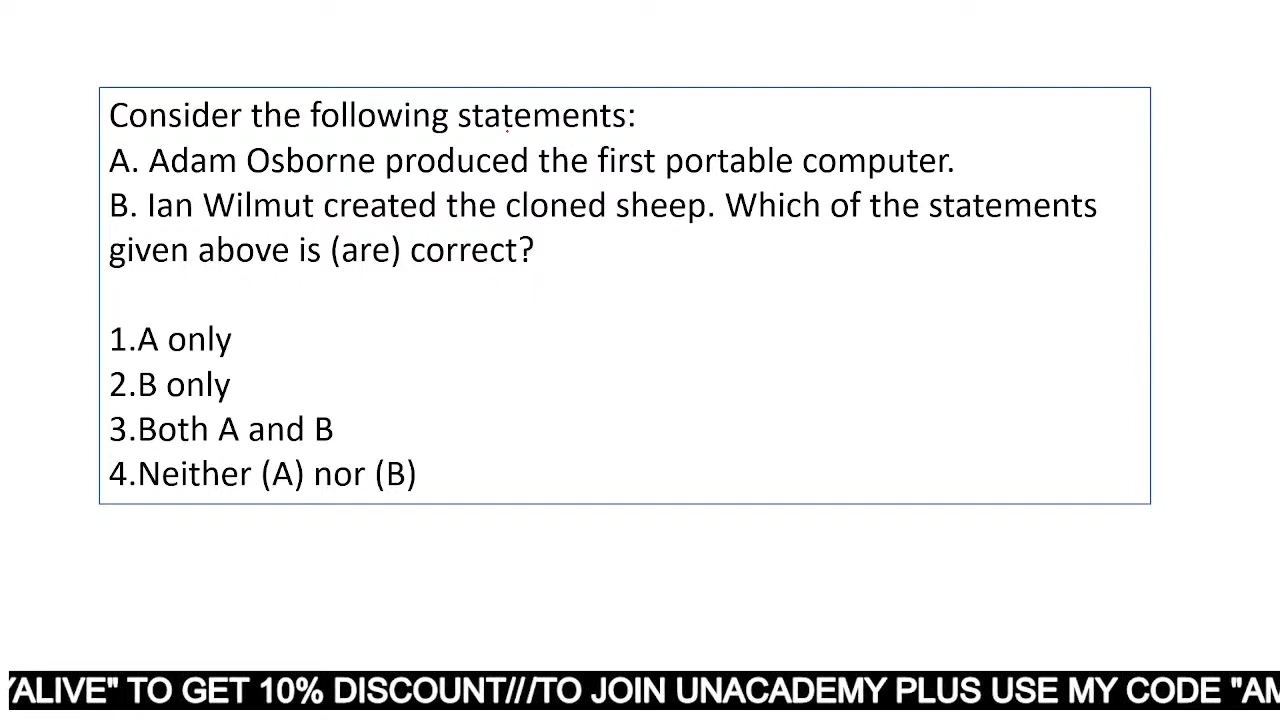 Consider the following statements:
A. Adam Osborne produced the first portable computer.
B. Ian Wilmut created the cloned sheep. Which of the statements
given above is (are) correct?
1.A only
2.B only
3.Both A and B
4.Neither (A) nor (B)
YALIVE" TO GET 10% DISCOUNT///TO JOIN UNACADEMY PLUS USE MY CODE "AM